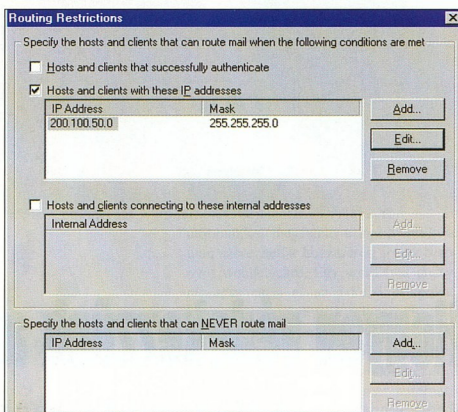 Routing Restrictions
Specify the hosts and clients that can route mail when the following conditions are met
Hosts and clients that successfully authenticate
Hosts and clients with these IP addresses
IP Address Mask
200.100.50.0 255.255.255.0
Add...
Edit...
Remove
Hosts and clients connecting to these internal addresses
Internal Address
Add...
Edit...
Remove
Specify the hosts and clients that can NEVER route mail
IP Address Mask
Add...
Edit...
Remove